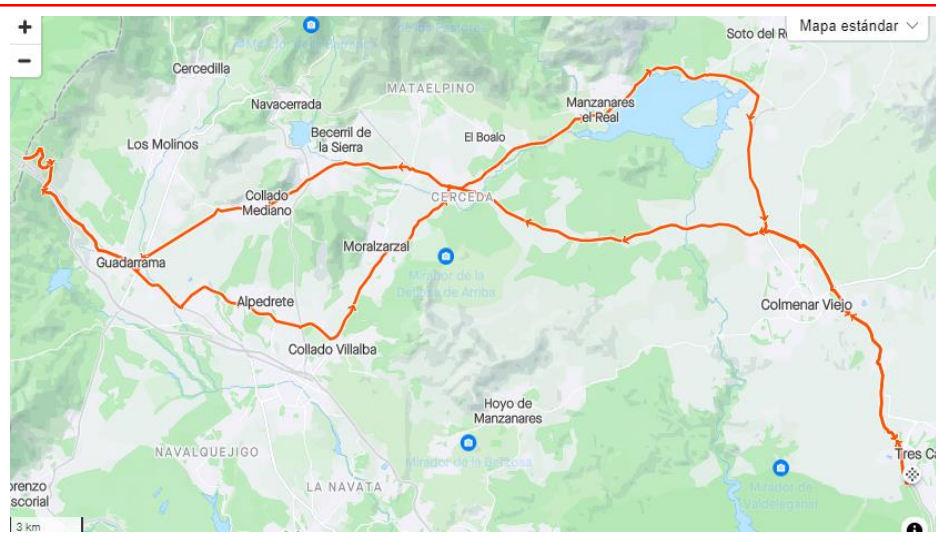 +
−
Mapa estándar
Soto del R
Cercedilla
MATAELPINO
Navacerrada
Manzanares
el Real
Becerril de
la Sierra
El Boalo
Los Molinos
Collado
Mediano
CERCEDA
Moralzarzal
Guadarrama
Mirador de la
Dehesa de Arriba
Alpedrete
Colmenar Viejo
Collado Villalba
Hoyo de
Manzanares
NAVALQUEJIGO
Tres Ca
Mirador de la Berzosa
LA NAVATA
Mirador de
Valdeleganar
orenzo
scorial
3 km